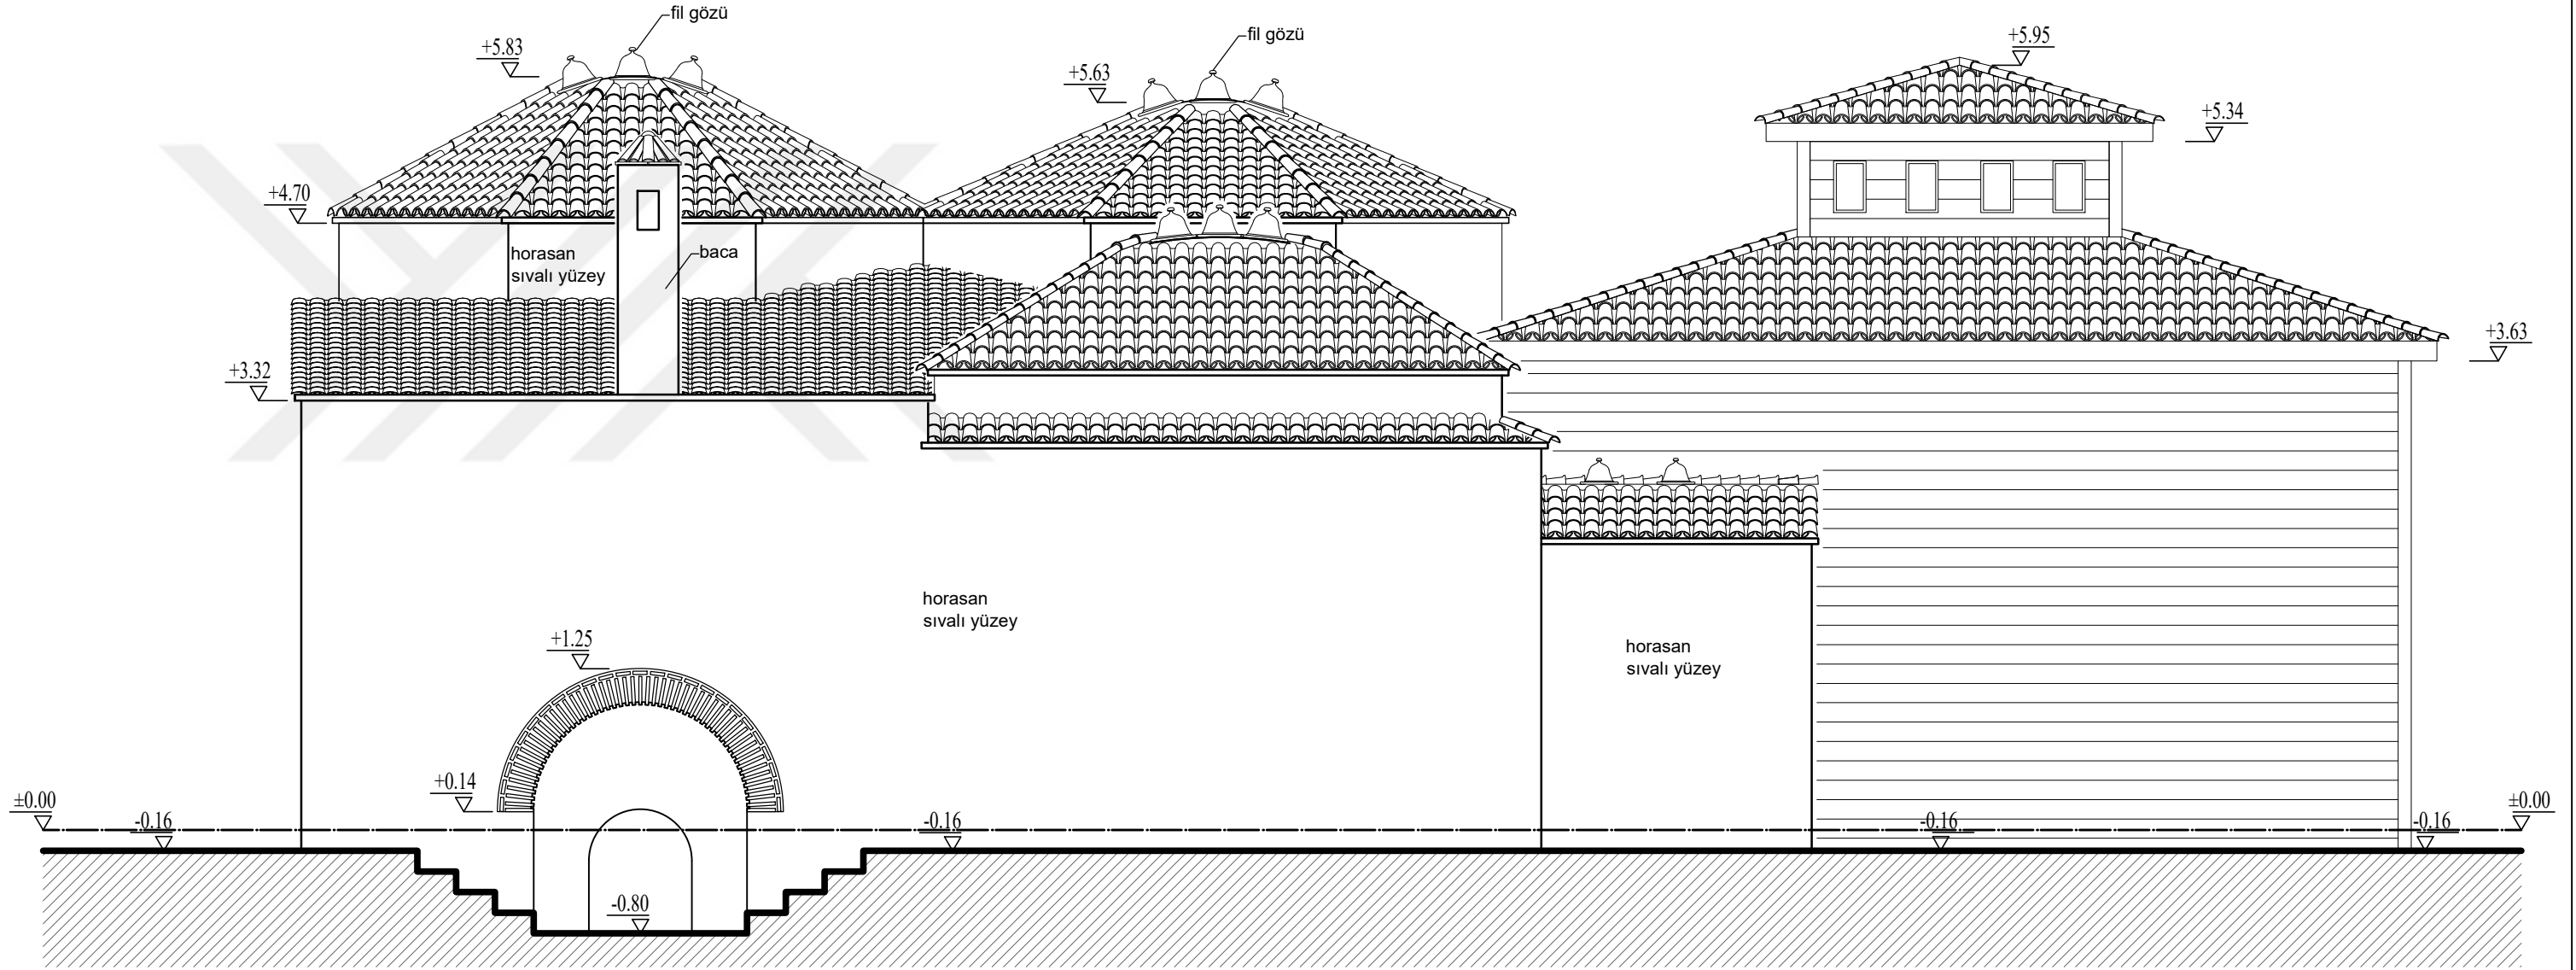 fil gözü
fil gözü
+5.83
+5.63
+5.95
+5.34
+4.70
horasan
sıvalı yüzey
baca
+3.63
+3.32
horasan
sıvalı yüzey
+1.25
horasan
sıvalı yüzey
+0.14
±0.00
±0.00
-0.16
-0.16
-0.16
-0.16
-0.80